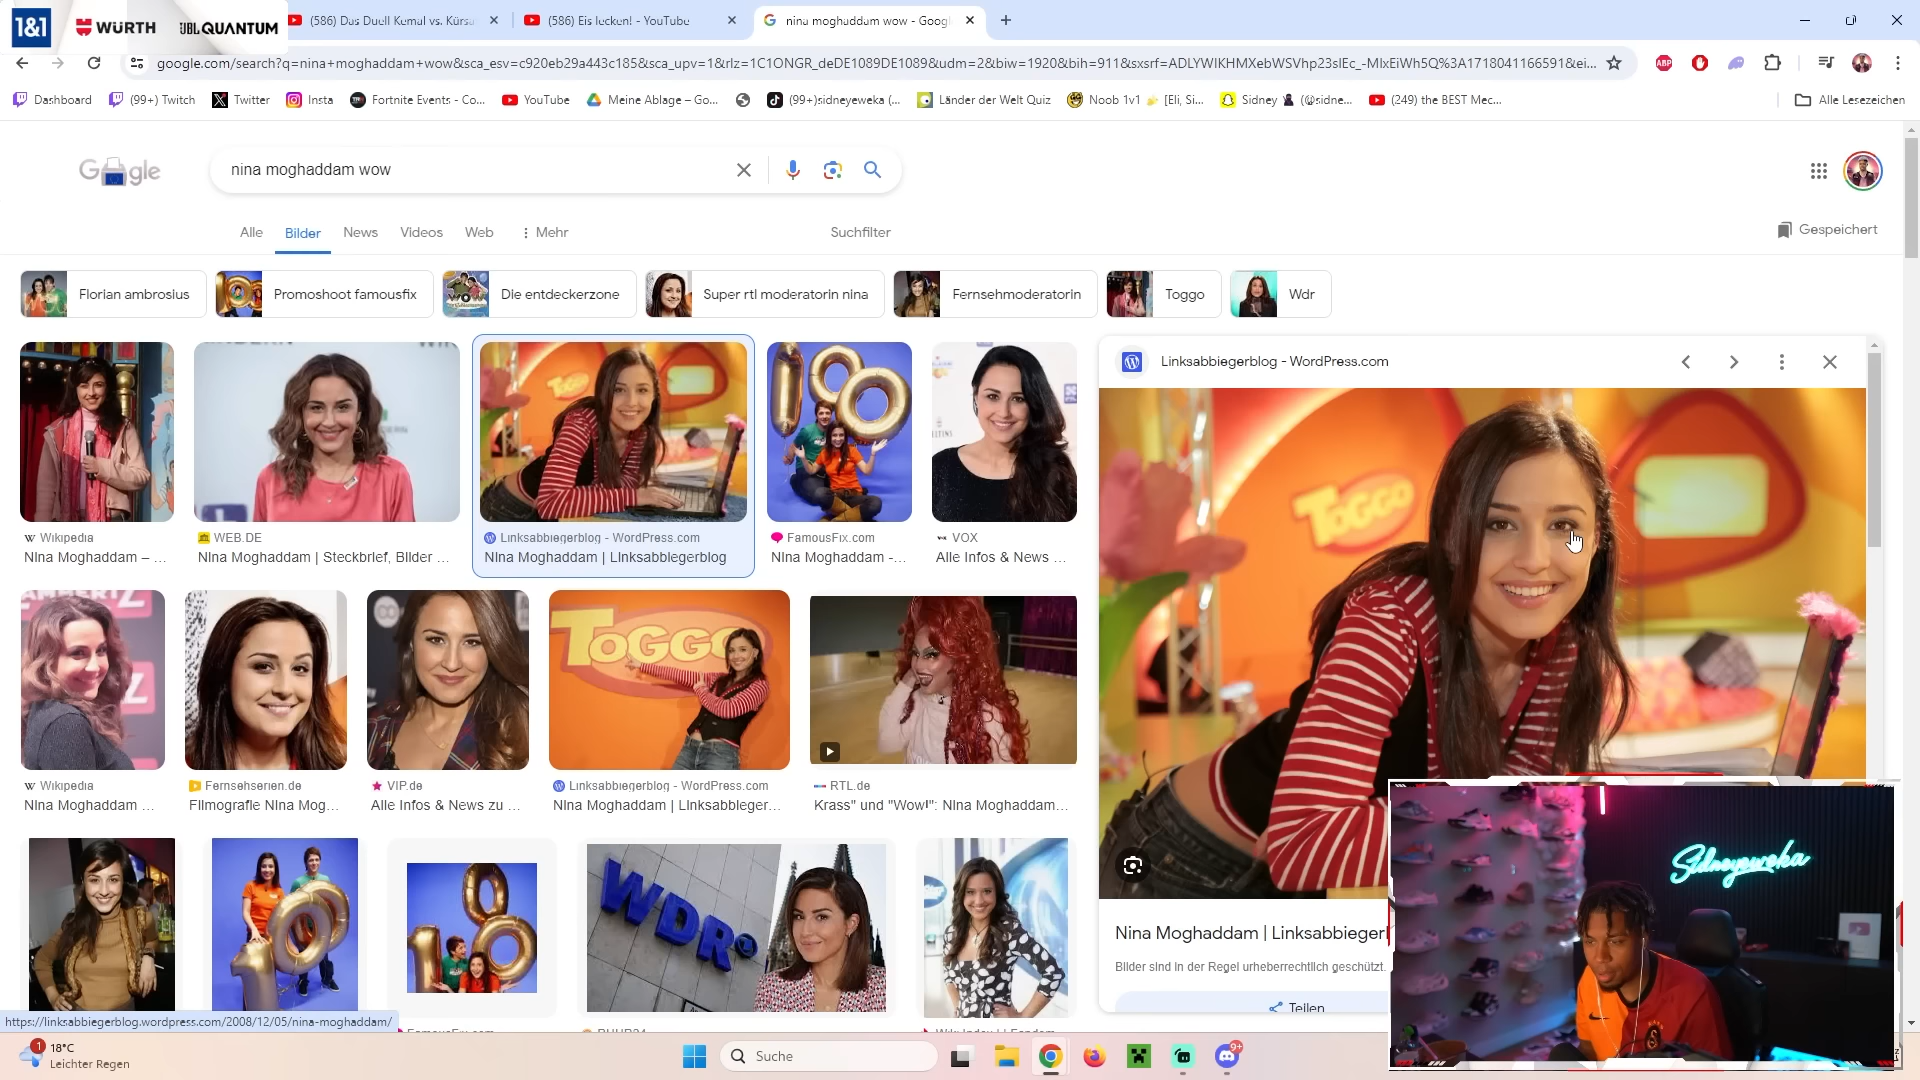 1&1
WÜRTH
JBL QUANTUM
(586) Das Duell Kemal vs. Kürsa
(586) Eis lecken! - YouTube
nina moghaddam wow - Googl
google.com/search?q=nina+moghaddam+wow&sca_esv=c920eb29a443c185&sca_upv=1&rlz=1C1ONGR_deDE1089DE1089&udm=2&biw=1920&bih=911&sxsrf=ADLYWIKHMXebWSVhp23slEc_-MlxEiWh5Q%3A1718041166591&ei...
Dashboard
(99+) Twitch
Twitter
Insta
Fortnite Events - Co...
YouTube
Meine Ablage – Go...
(99+)sidneyeweka (...
Länder der Welt Quiz
Noob 1v1 ⭐ [Eli, Si...
Sidney (@sidne...
(249) the BEST Mec...
Alle Lesezeichen
Google
nina moghaddam wow
Alle
Bilder
News
Videos
Web
Mehr
Suchfilter
Gespeichert
Florian ambrosius
Promoshoot famousfix
Die entdeckerzone
Super rtl moderatorin nina
Fernsehmoderatorin
Toggo
Wdr
Linksabbiegerblog - WordPress.com
TOGGO
Wikipedia
Nina Moghaddam – ...
WEB.DE
Nina Moghaddam | Steckbrief, Bilder ...
Linksabbiegerblog - WordPress.com
Nina Moghaddam | Linksabbiegerblog
FamousFix.com
Nina Moghaddam -...
VOX
Alle Infos & News ...
TOGGO
Wikipedia
Nina Moghaddam ...
Fernsehserien.de
Filmografie Nina Mog...
VIP.de
Alle Infos & News zu ...
Linksabbiegerblog - WordPress.com
Nina Moghaddam | Linksabbieger...
RTL.de
Krass" und "Wow!": Nina Moghaddam...
WDR
Sidneyeweka
Nina Moghaddam | Linksabbieger
Bilder sind in der Regel urheberrechtlich geschützt.
Teilen
https://linksabbiegerblog.wordpress.com/2008/12/05/nina-moghaddam/
1
18°C
Leichter Regen
Suche
9+